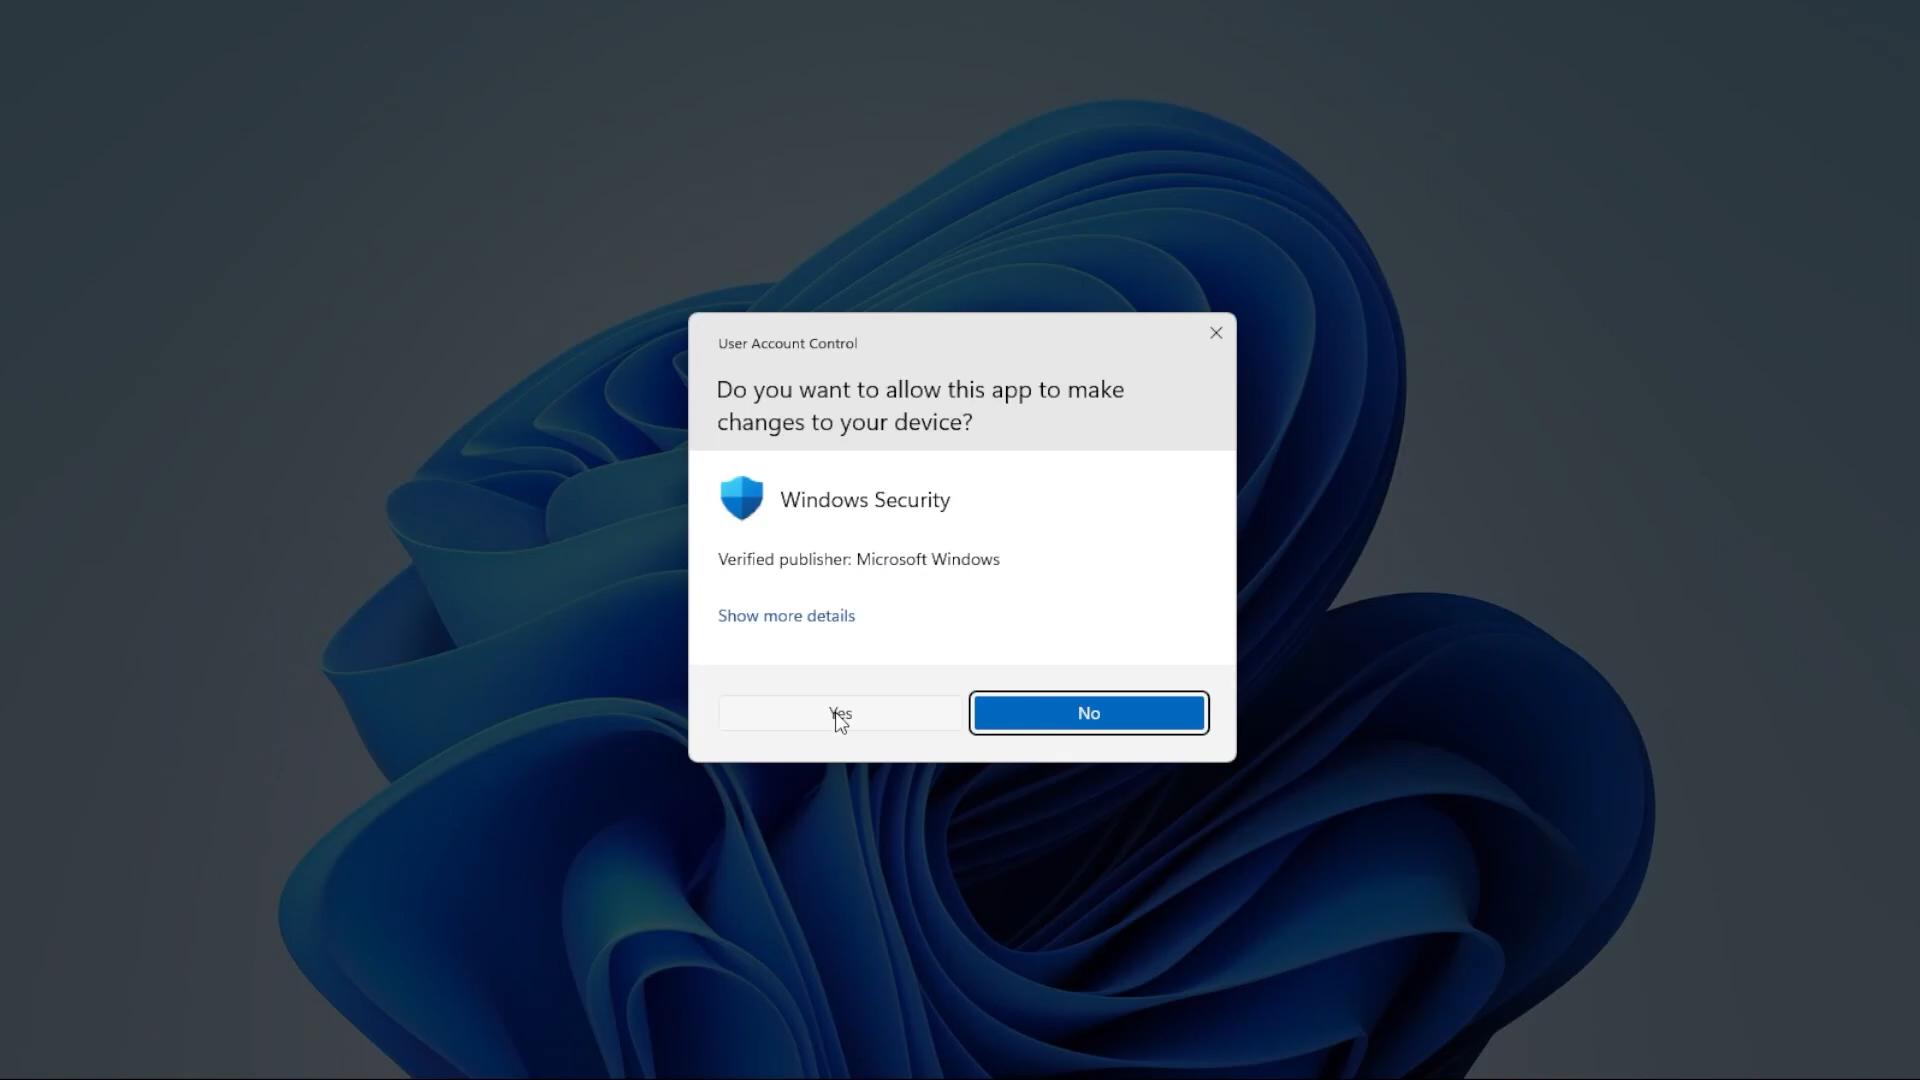 User Account Control
Do you want to allow this app to make
changes to your device?
Windows Security
Verified publisher: Microsoft Windows
Show more details
Yes
No